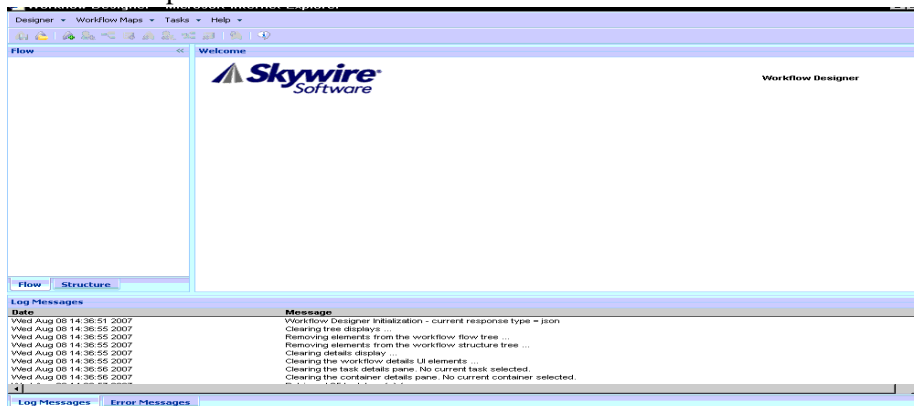 Workflow Designer - Microsoft Internet Explorer
Designer Workflow Maps Tasks Help
Flow << Welcome
Skywire
Software
Workflow Designer
Flow Structure
Log Messages
Date Message
Wed Aug 08 14:36:51 2007 Workflow Designer Initialization - current response type = json
Wed Aug 08 14:36:55 2007 Clearing tree displays ...
Wed Aug 08 14:36:55 2007 Removing elements from the workflow flow tree ...
Wed Aug 08 14:36:55 2007 Removing elements from the workflow structure tree ...
Wed Aug 08 14:36:55 2007 Clearing details display ...
Wed Aug 08 14:36:55 2007 Clearing the workflow details UI elements ...
Wed Aug 08 14:36:56 2007 Clearing the task details pane. No current task selected.
Wed Aug 08 14:36:56 2007 Clearing the container details pane. No current container selected.
Log Messages Error Messages